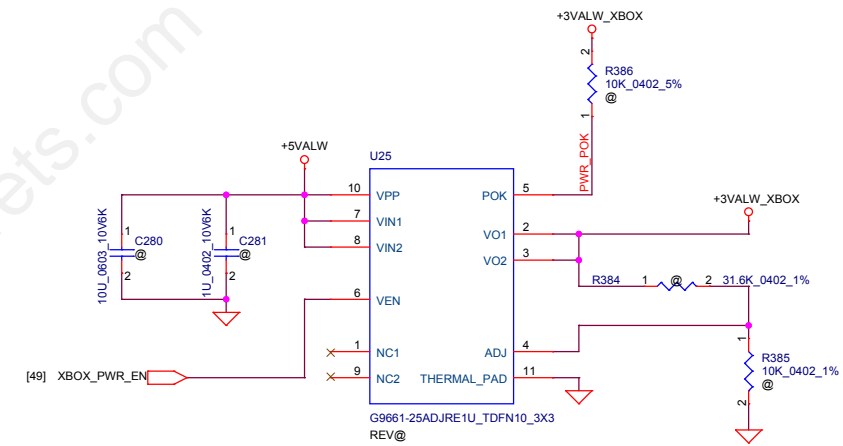 +3VALW_XBOX
2
R386
10K_0402_5%
@
1
PWR_POK
+5VALW
U25
10 VPP POK 5
7 VIN1
8 VIN2
+3VALW_XBOX
VO1 2
VO2 3
10U_0603_10V6K
1
C280
@
2
1U_0402_10V6K
1
C281
@
2
R384 1 @ 2 31.6K_0402_1%
6 VEN
1 NC1 ADJ 4
9 NC2 THERMAL_PAD 11
[49] XBOX_PWR_EN
1
R385
10K_0402_1%
@
2
G9661-25ADJRE1U_TDFN10_3X3
REV@
ets.com